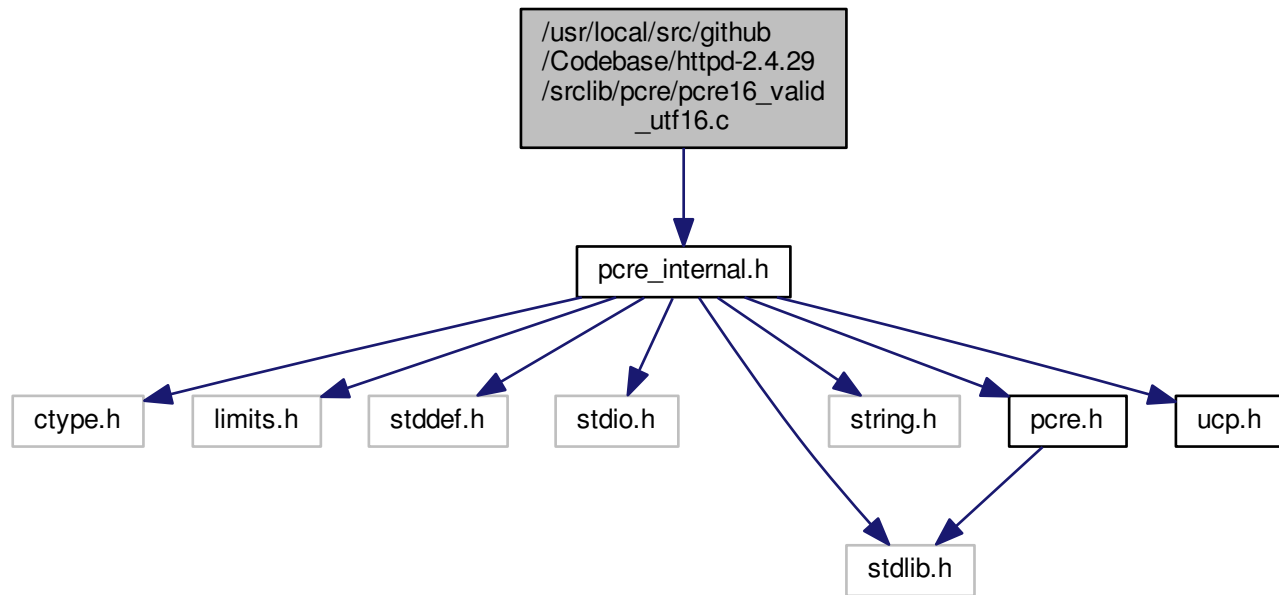 /usr/local/src/github
/Codebase/httpd-2.4.29
/srclib/pcre/pcre16_valid
_utf16.c
pcre_internal.h
ctype.h
limits.h
stddef.h
stdio.h
string.h
pcre.h
ucp.h
stdlib.h